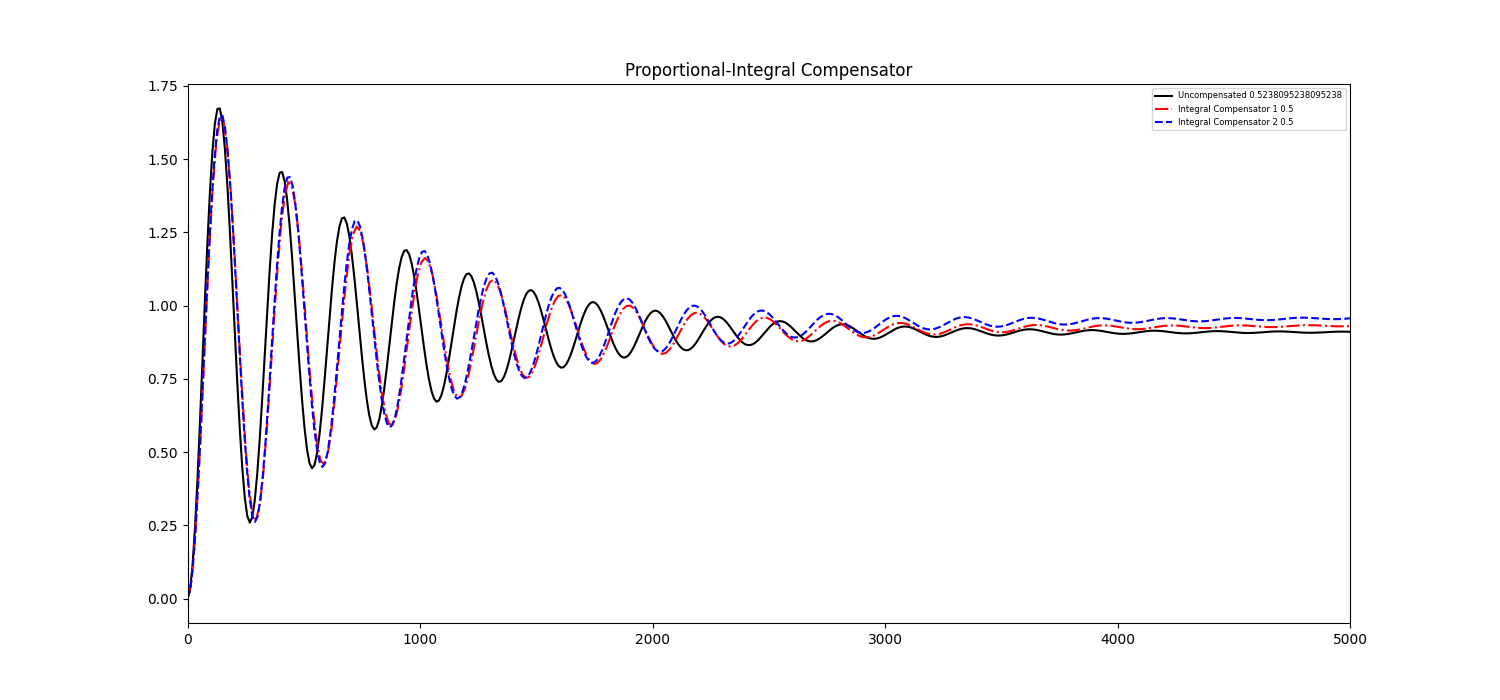 Proportional-Integral Compensator
1.75
1.50
1.25
1.00
0.75
0.50
0.25
0.00
Uncompensated 0.5238095238095238
Integral Compensator 1 0.5
Integral Compensator 2 0.5
0 1000 2000 3000 4000 5000